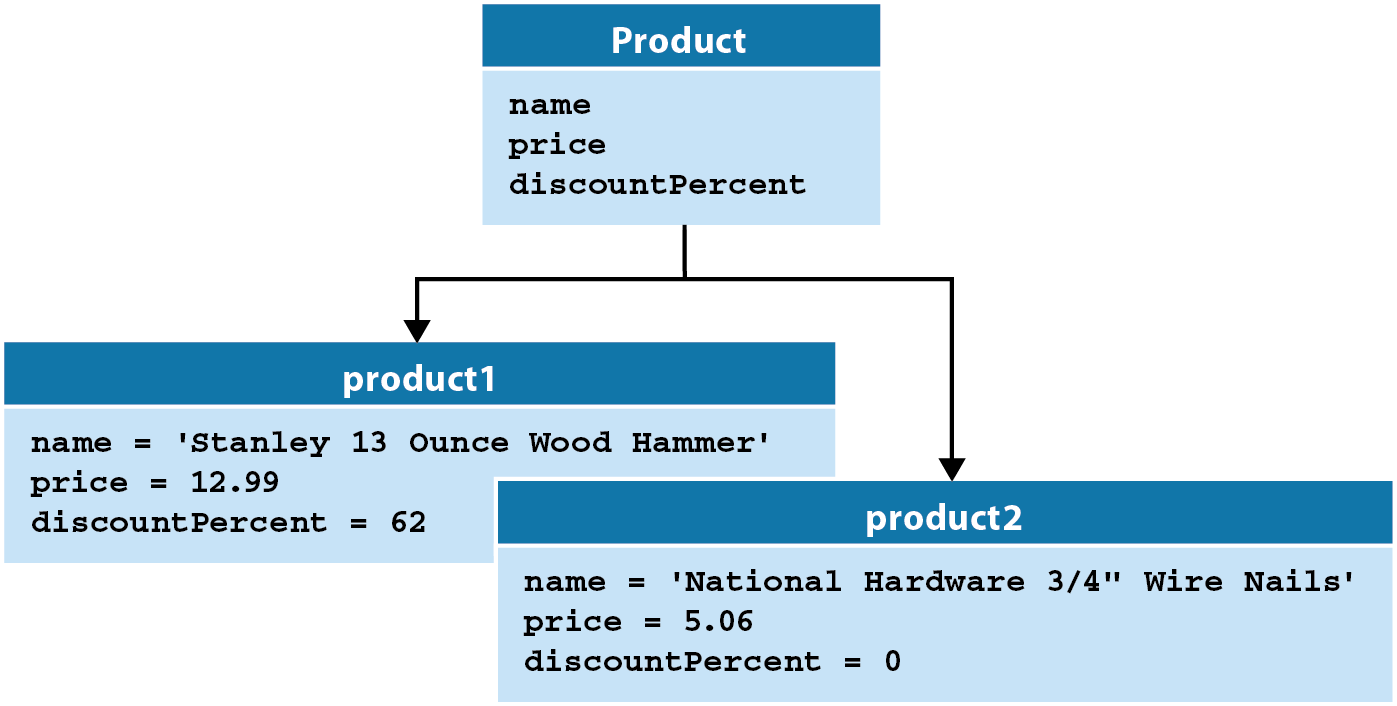 Product
name
price
discountPercent
product1
name = 'Stanley 13 Ounce Wood Hammer'
price = 12.99
discountPercent = 62
product2
name = 'National Hardware 3/4" Wire Nails'
price = 5.06
discountPercent = 0